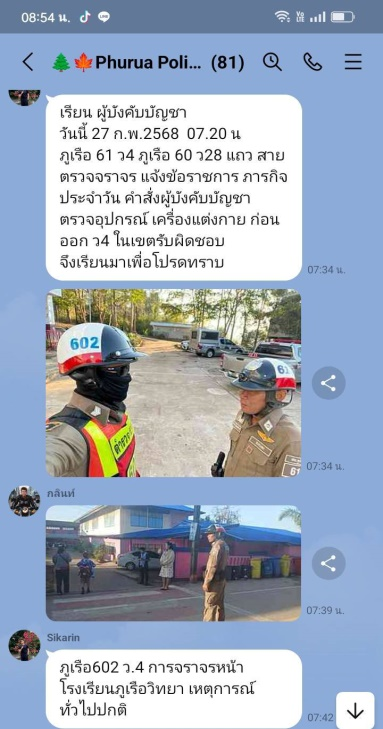 08:54 น.
Phurua Poli... (81)
เรียน ผู้บังคับบัญชา
วันนี้ 27 ก.พ.2568 07.20 น
ภูเรือ 61 ว4 ภูเรือ 60 ว28 แถว สาย
ตรวจจราจร แจ้งข้อราชการ ภารกิจ
ประจำวัน คำสั่งผู้บังคับบัญชา
ตรวจอุปกรณ์ เครื่องแต่งกาย ก่อน
ออก ว4 ในเขตรับผิดชอบ
จึงเรียนมาเพื่อโปรดทราบ
07:34 น.
602
61
61
07:34 น.
กสินท์
07:39 น.
Sikarin
ภูเรือ602 ว.4 การจราจรหน้า
โรงเรียนภูเรือวิทยา เหตุการณ์
ทั่วไปปกติ
07:42